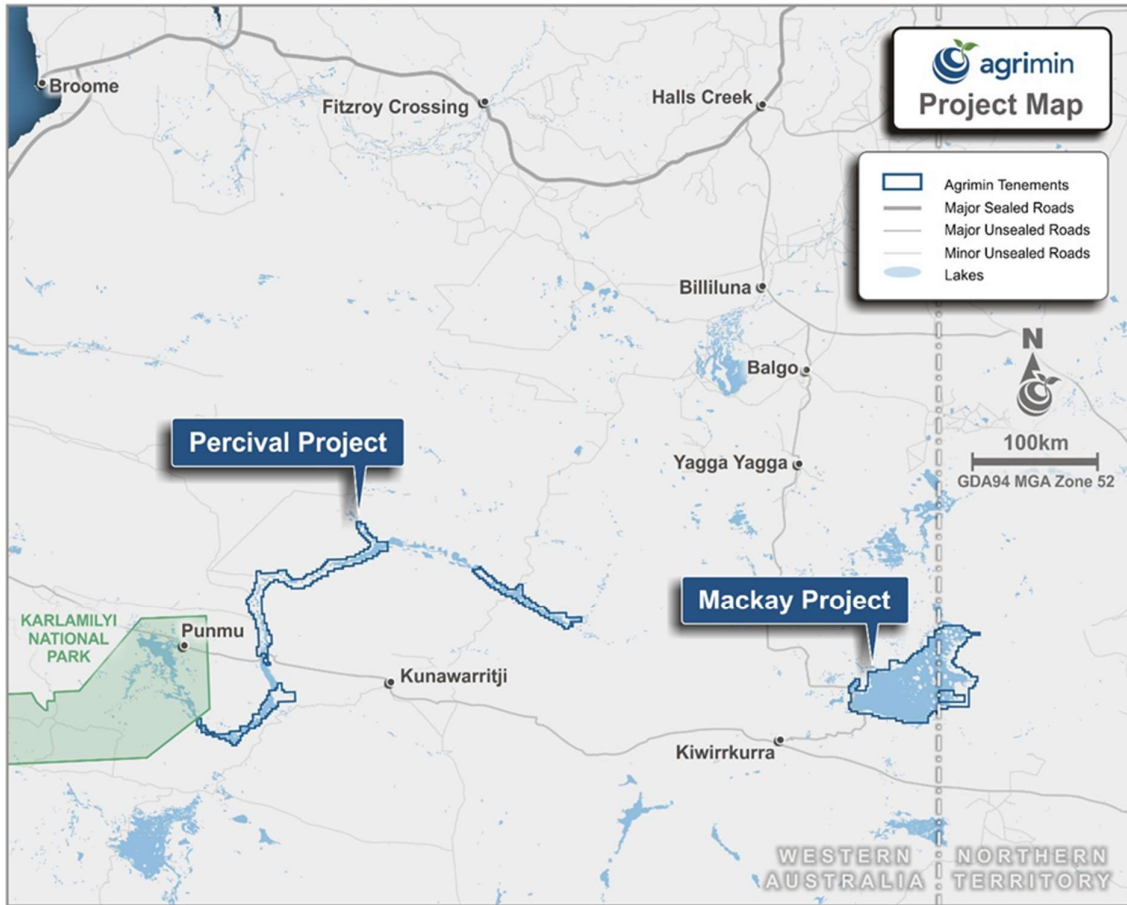 agrimin
Project Map
Agrimin Tenements
Major Sealed Roads
Major Unsealed Roads
Minor Unsealed Roads
Lakes
Broome
Fitzroy Crossing
Halls Creek
Billiluna
Balgo
N
100km
GDA94 MGA Zone 52
Percival Project
Yagga Yagga
Mackay Project
KARLAMILYI
NATIONAL
PARK
Punmu
Kunawarritji
Kiwirrkurra
WESTERN
AUSTRALIA
NORTHERN
TERRITORY